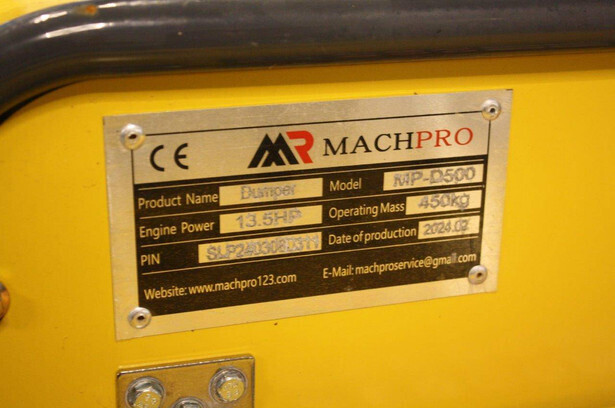 CE MR MACHPRO
Product Name Bumper Model MP-D500
Engine Power 13.5HP Operating Mass 450kg
PIN Date of production 2024.02
Website: www.machpro123.com E-Mail: machproservice@gmail.com